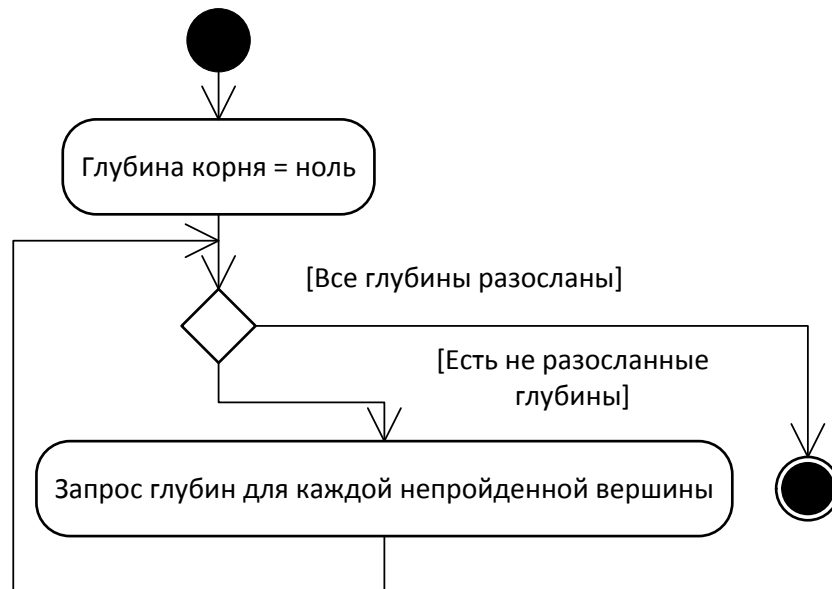 Глубина корня = ноль
[Все глубины разосланы]
[Есть не разосланные
глубины]
Запрос глубин для каждой непройденной вершины